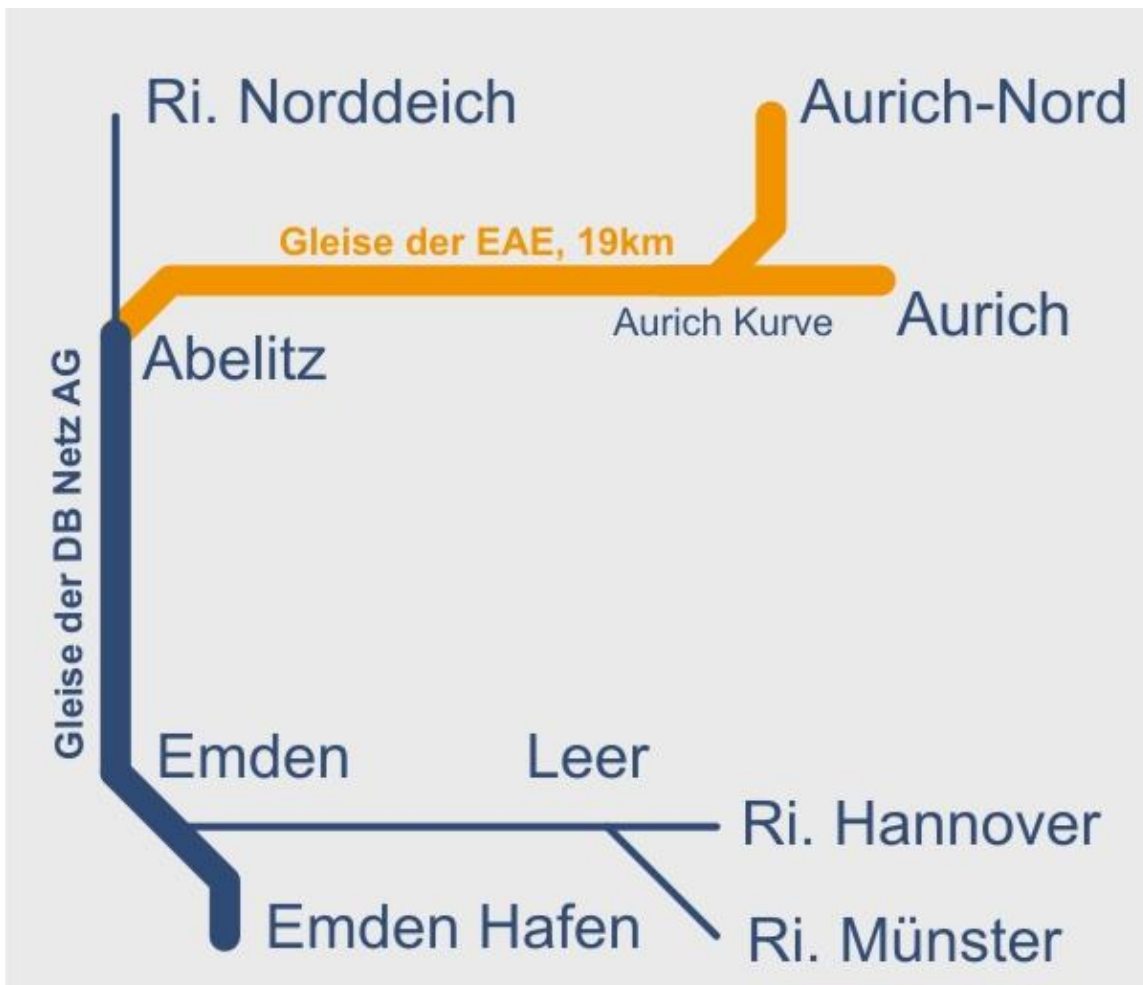 Ri. Norddeich
Aurich-Nord
Gleise der EAE, 19km
Aurich Kurve
Aurich
Abelitz
Gleise der DB Netz AG
Emden
Leer
Ri. Hannover
Emden Hafen
Ri. Münster